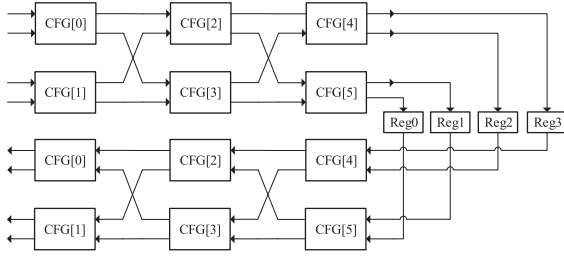 CFG[0] CFG[2] CFG[4]
CFG[1] CFG[3] CFG[5]
Reg0 Reg1 Reg2 Reg3
CFG[0] CFG[2] CFG[4]
CFG[1] CFG[3] CFG[5]